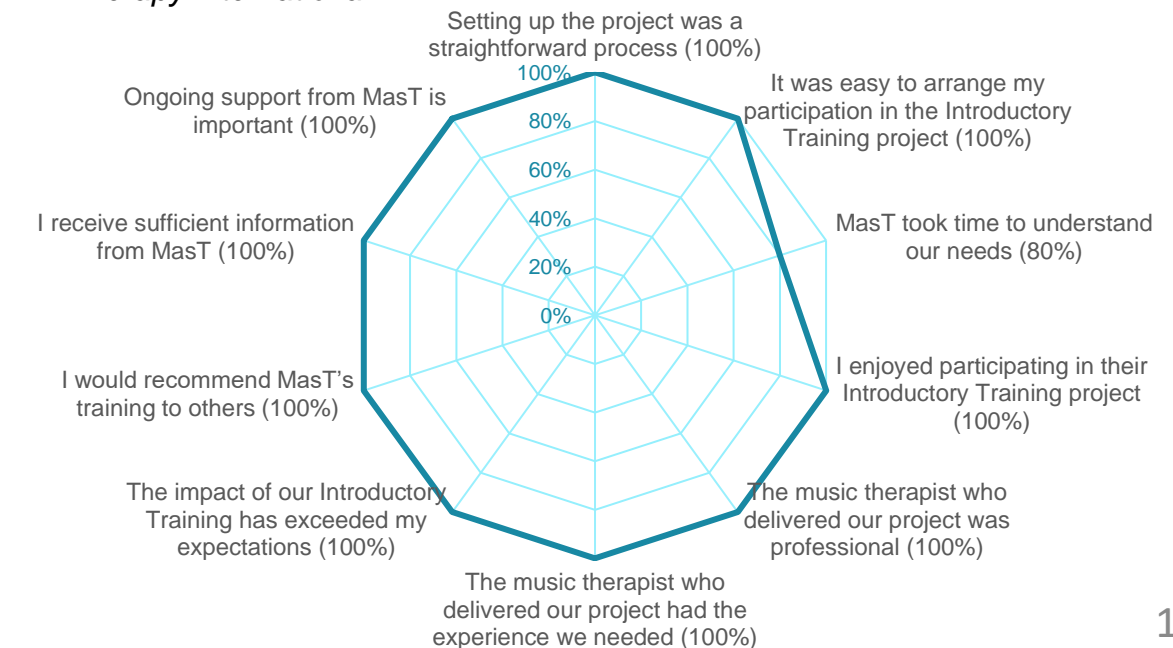 Setting up the project was a
straightforward process (100%)
100%
80%
60%
40%
20%
0%
It was easy to arrange my
participation in the Introductory
Training project (100%)
MasT took time to understand
our needs (80%)
I enjoyed participating in their
Introductory Training project
(100%)
The music therapist who
delivered our project was
professional (100%)
The music therapist who
delivered our project had the
experience we needed (100%)
The impact of our Introductory
Training has exceeded my
expectations (100%)
I would recommend MasT’s
training to others (100%)
I receive sufficient information
from MasT (100%)
Ongoing support from MasT is
important (100%)
1